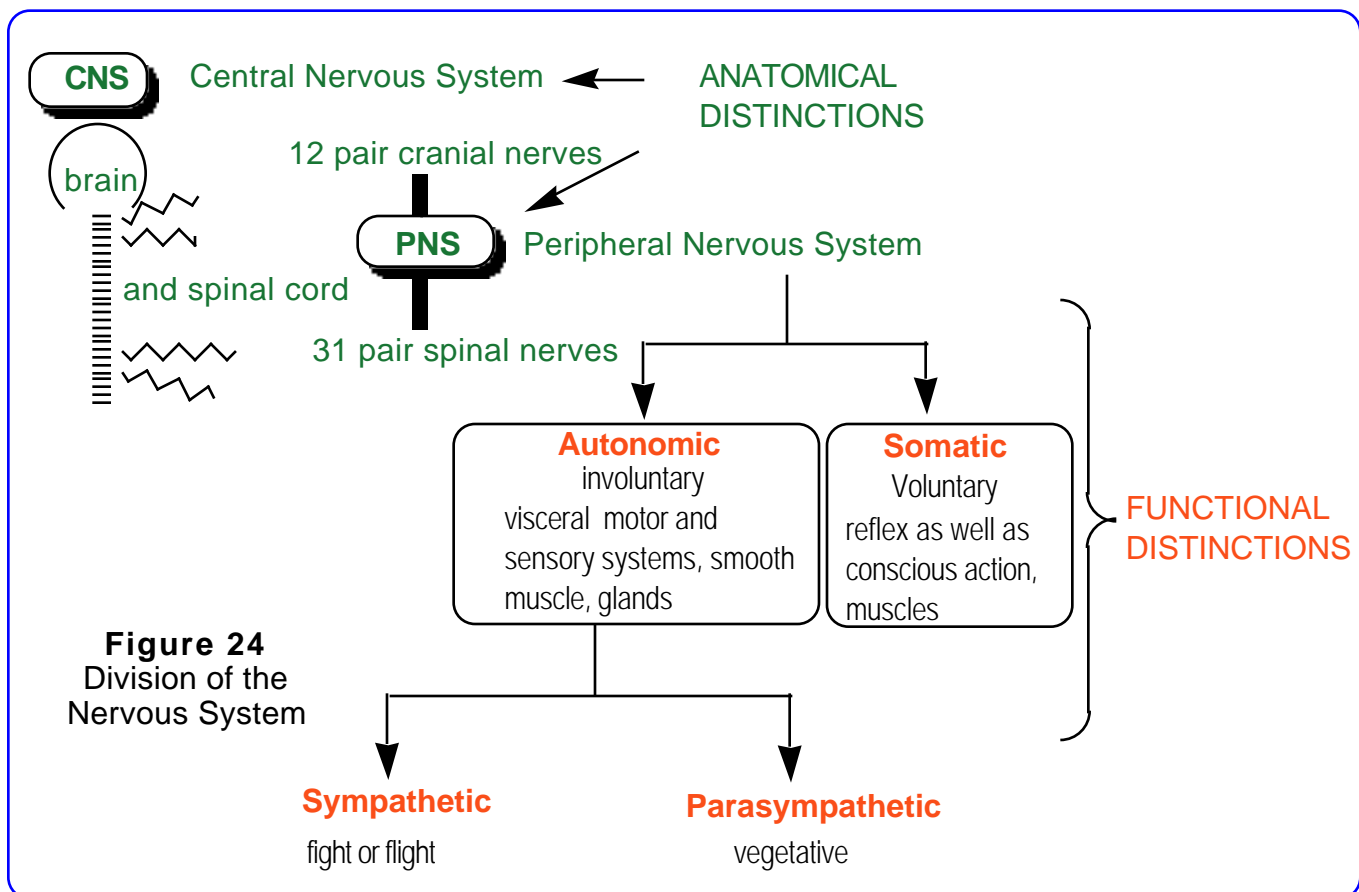 CNS
Central Nervous System
ANATOMICAL
DISTINCTIONS
12 pair cranial nerves
brain
PNS
Peripheral Nervous System
and spinal cord
31 pair spinal nerves
Autonomic
involuntary
visceral motor and
sensory systems, smooth
muscle, glands
Somatic
Voluntary
reflex as well as
conscious action,
muscles
FUNCTIONAL
DISTINCTIONS
Figure 24
Division of the
Nervous System
Sympathetic
fight or flight
Parasympathetic
vegetative